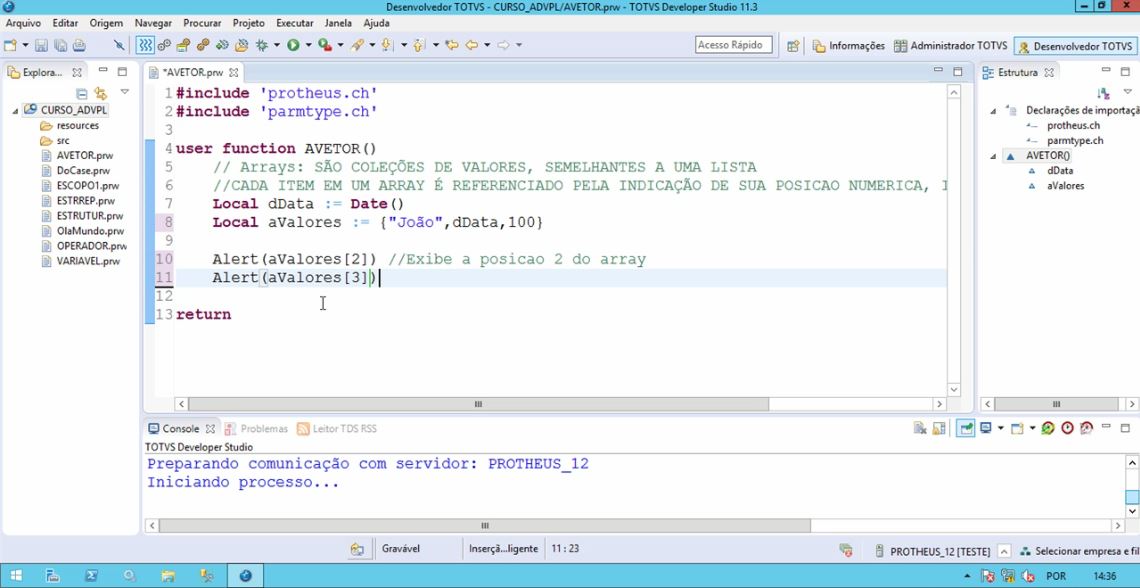 Desenvolvedor TOTVS - CURSO_ADVPL/AVETOR.prw - TOTVS Developer Studio 11.3
Arquivo Editar Origem Navegar Procurar Projeto Executar Janela Ajuda
Acesso Rápido
Informações
Administrador TOTVS
Desenvolvedor TOTVS
Explora...
CURSO_ADVPL
resources
src
AVETOR.prw
DoCase.prw
ESCOPO1.prw
ESTRREP.prw
ESTRUTUR.prw
OlaMundo.prw
OPERADOR.prw
VARIAVEL.prw
*AVETOR.prw
1 #include 'protheus.ch'
2 #include 'parmtype.ch'
3
4 user function AVETOR()
5 // Arrays: SÃO COLEÇÕES DE VALORES, SEMELHANTES A UMA LISTA
6 //CADA ITEM EM UM ARRAY É REFERENCIADO PELA INDICAÇÃO DE SUA POSICAO NUMERICA, I
7 Local dData := Date()
8 Local aValores := {"João",dData,100}
9
10 Alert(aValores[2]) //Exibe a posicao 2 do array
11 Alert(aValores[3])
12
13 return
Estrutura
Declarações de importaçã
protheus.ch
parmtype.ch
AVETOR()
dData
aValores
Console
Problemas
Leitor TDS RSS
TOTVS Developer Studio
Preparando comunicação com servidor: PROTHEUS_12
Iniciando processo...
Gravável
Inserçã...ligente
11 : 23
PROTHEUS_12 [TESTE]
Selecionar empresa e fil
POR
14:36